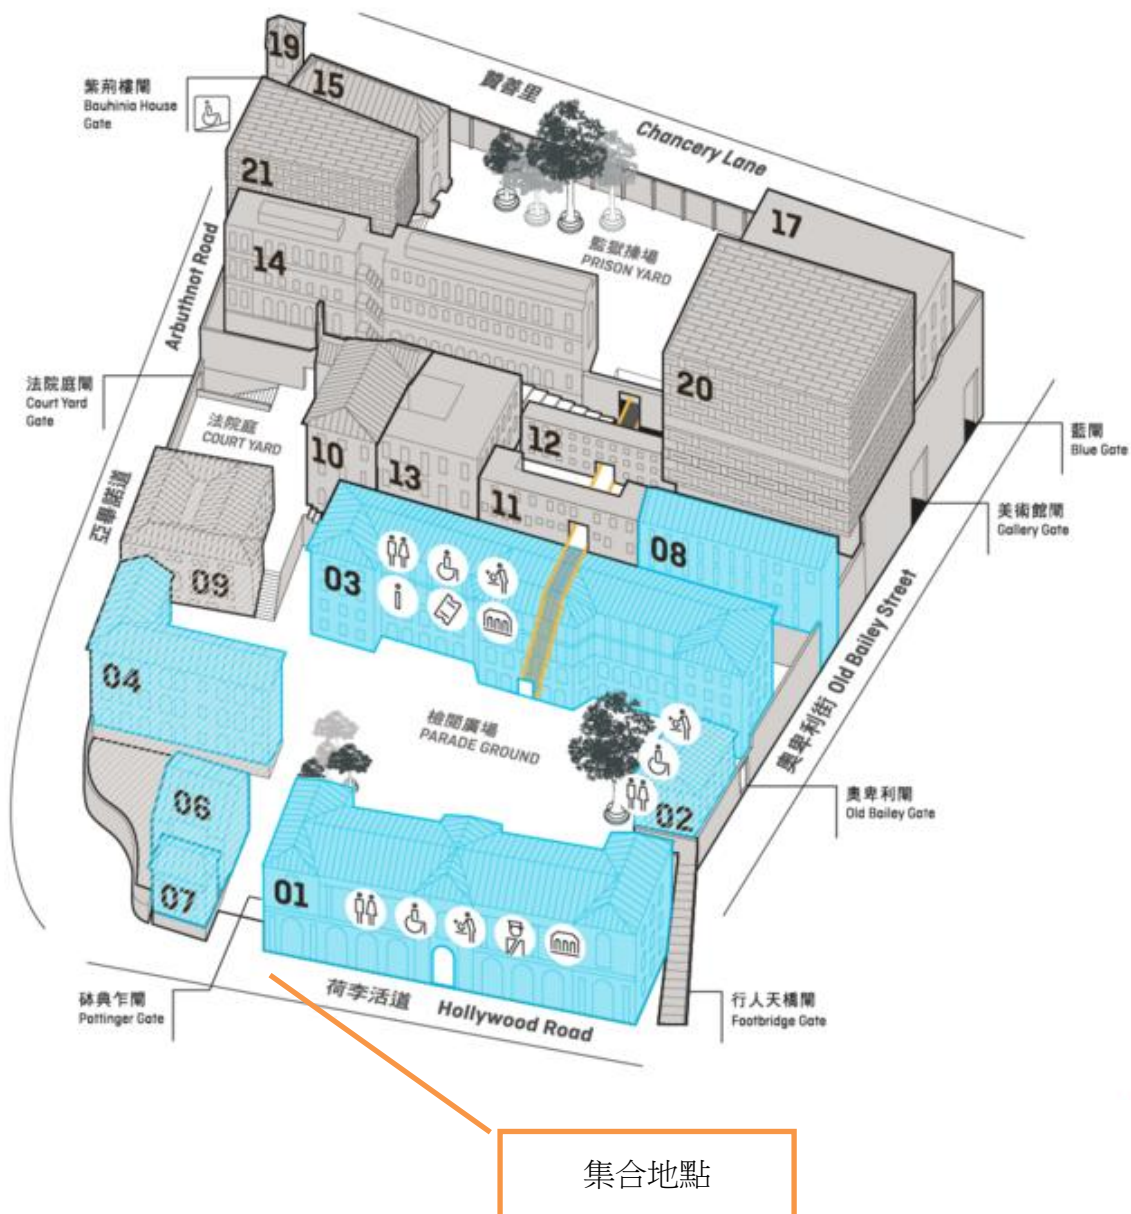 19
紫荊樓閘
Bauhinia House
Gate
15
贊善里
Chancery Lane
21
17
監獄操場
PRISON YARD
14
Arbuthnot Road
20
法院庭閘
Court Yard
Gate
法院庭
COURT YARD
12
藍閘
Blue Gate
10
13
11
美術館閘
Gallery Gate
亞畢諾道
09
03
08
奧卑利街 Old Bailey Street
04
檢閱廣場
PARADE GROUND
06
02
奧卑利閘
Old Bailey Gate
07
01
砵典乍閘
Pottinger Gate
荷李活道 Hollywood Road
行人天橋閘
Footbridge Gate
集合地點